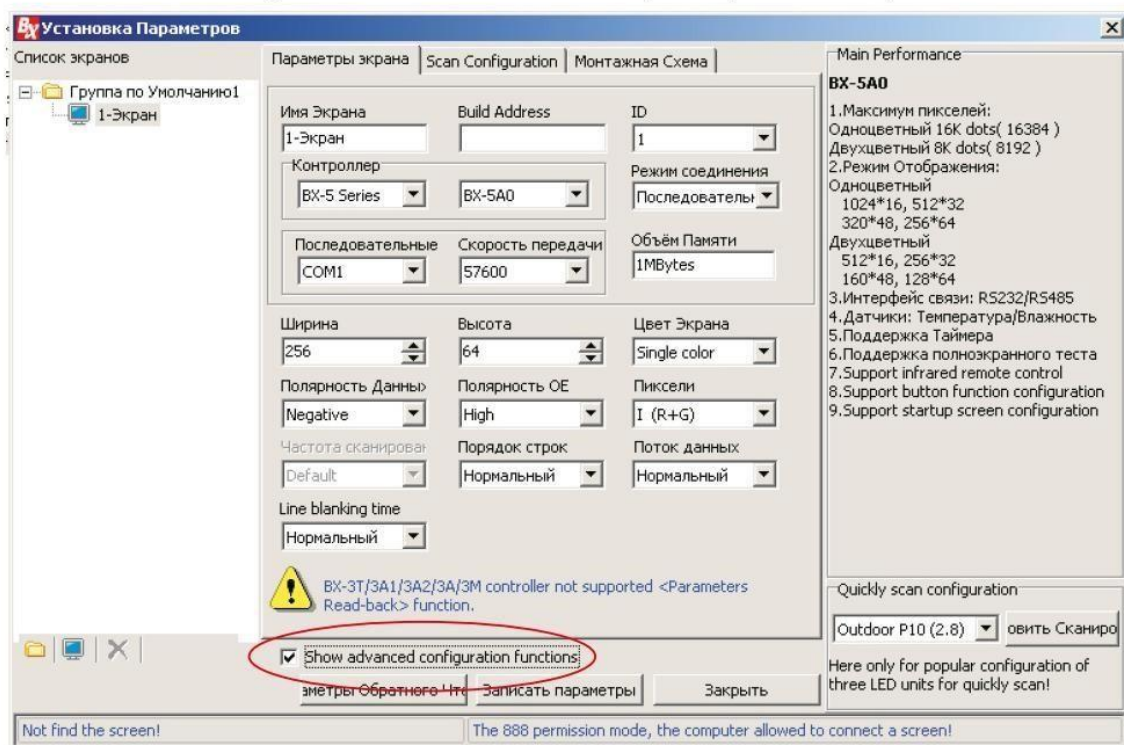 Установка Параметров
Список экранов
Группа по Умолчанию1
1-Экран
Параметры экрана
Scan Configuration
Монтажная Схема
Имя Экрана
Build Address
ID
1-Экран
1
Контроллер
Режим соединения
BX-5 Series
BX-5A0
Последователь
Последовательные
Скорость передачи
Объём Памяти
COM1
57600
1MBytes
Ширина
Высота
Цвет Экрана
256
64
Single color
Полярность Данны
Полярность OE
Пиксели
Negative
High
I (R+G)
Частота сканирова
Порядок строк
Поток данных
Default
Нормальный
Нормальный
Line blanking time
Нормальный
BX-3T/3A1/3A2/3A/3M controller not supported <Parameters
Read-back> function.
Show advanced configuration functions
аметры Обратного Чте
Записать параметры
Закрыть
Main Performance
BX-5A0
1.Максимум пикселей:
Одноцветный 16K dots( 16384 )
Двухцветный 8K dots( 8192 )
2.Режим Отображения:
Одноцветный
1024*16, 512*32
320*48, 256*64
Двухцветный
512*16, 256*32
160*48, 128*64
3.Интерфейс связи: RS232/RS485
4.Датчики: Температура/Влажность
5.Поддержка Таймера
6.Поддержка полноэкранного теста
7.Support infrared remote control
8.Support button function configuration
9.Support startup screen configuration
Quickly scan configuration
Outdoor P10 (2.8)
овить Сканиро
Here only for popular configuration of
three LED units for quickly scan!
Not find the screen!
The 888 permission mode, the computer allowed to connect a screen!